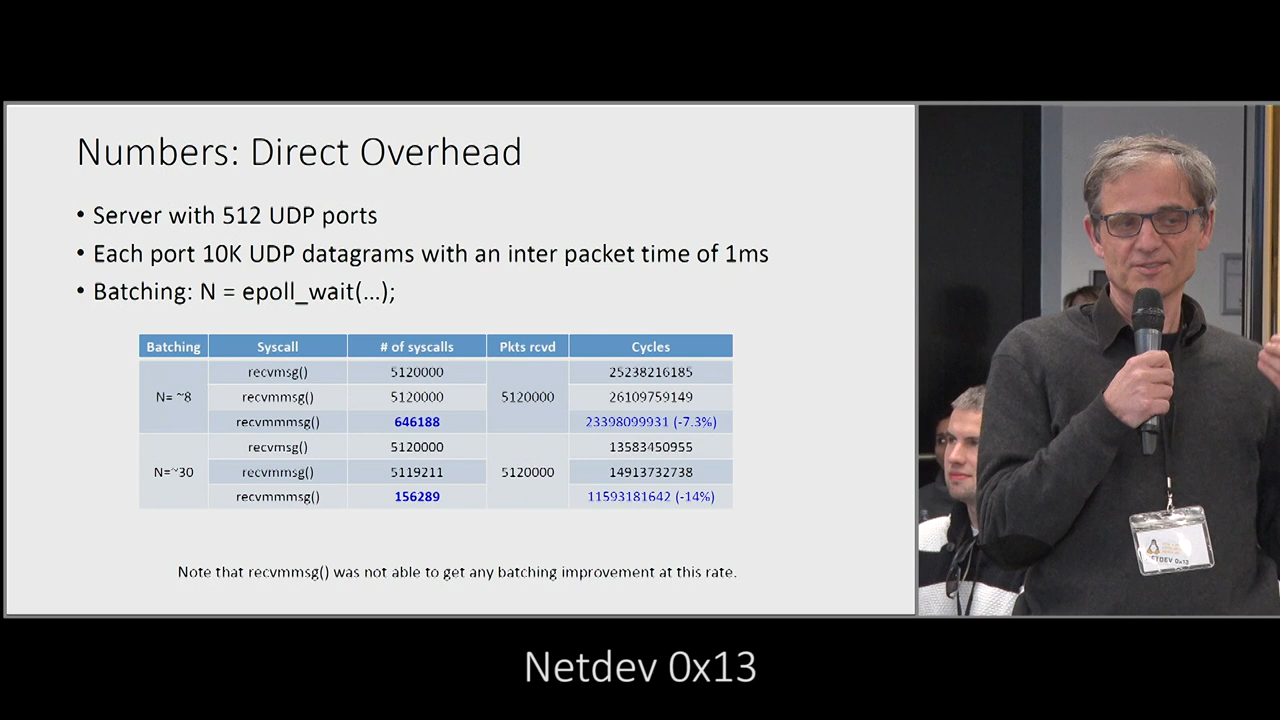 Numbers: Direct Overhead
• Server with 512 UDP ports
• Each port 10K UDP datagrams with an inter packet time of 1ms
• Batching: N = epoll_wait(...);
Batching Syscall # of syscalls Pkts rcvd Cycles
N= ~8 recvmsg() 5120000 5120000 25238216185
recvmmsg() 5120000 26109759149
recvmmmsg() 646188 23398099931 (-7.3%)
N=~30 recvmsg() 5120000 5120000 13583450955
recvmmsg() 5119211 14913732738
recvmmmsg() 156289 11593181642 (-14%)
Note that recvmmsg() was not able to get any batching improvement at this rate.
NETDEV 0x13
Netdev 0x13